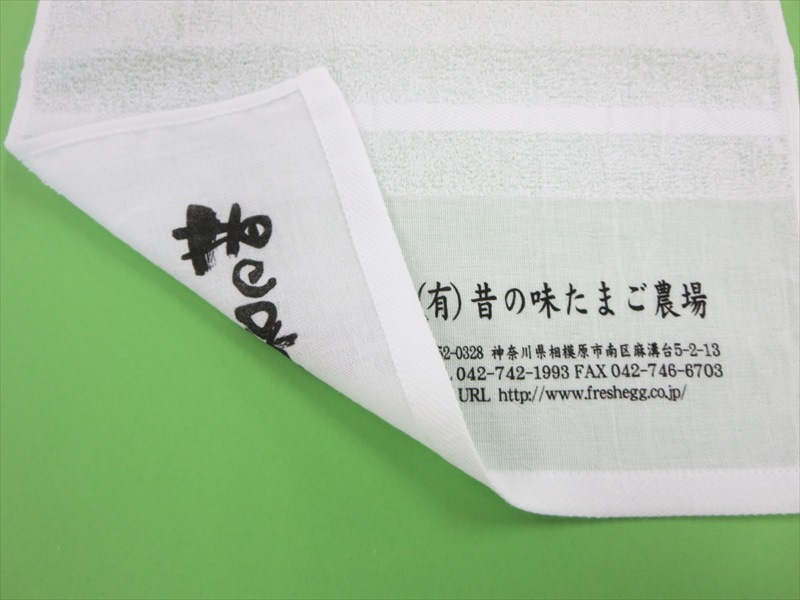 昔の
(有)昔の味たまご農場
52-0328 神奈川県相模原市南区麻溝台5-2-13
042-742-1993 FAX 042-746-6703
URL http://www.freshegg.co.jp/